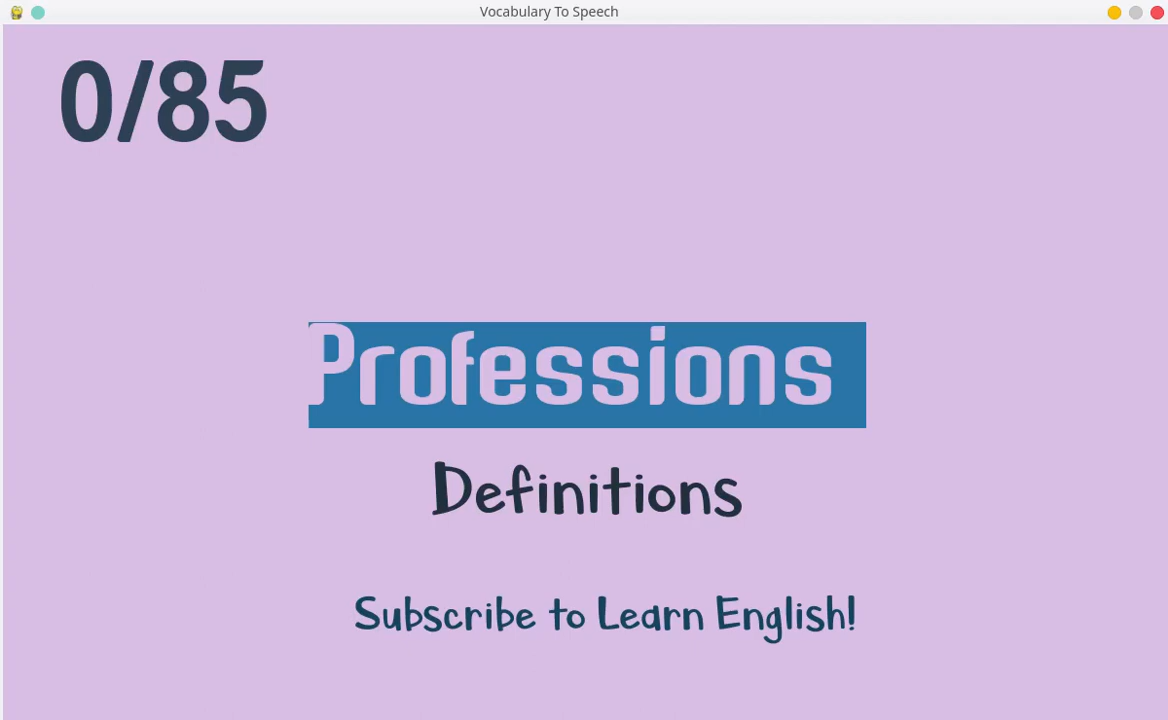 Vocabulary To Speech
0/85
Professions
Definitions
Subscribe to Learn English!